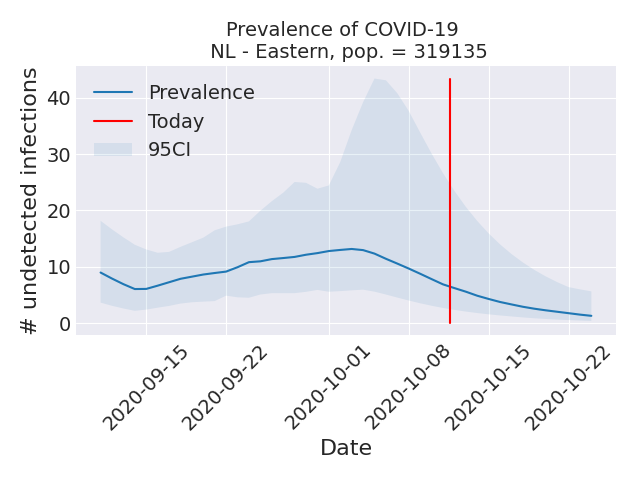 Prevalence of COVID-19
NL - Eastern, pop. = 319135
# undetected infections
40
30
20
10
0
Prevalence
Today
95CI
2020-09-15
2020-09-22
2020-10-01
2020-10-08
2020-10-15
2020-10-22
Date